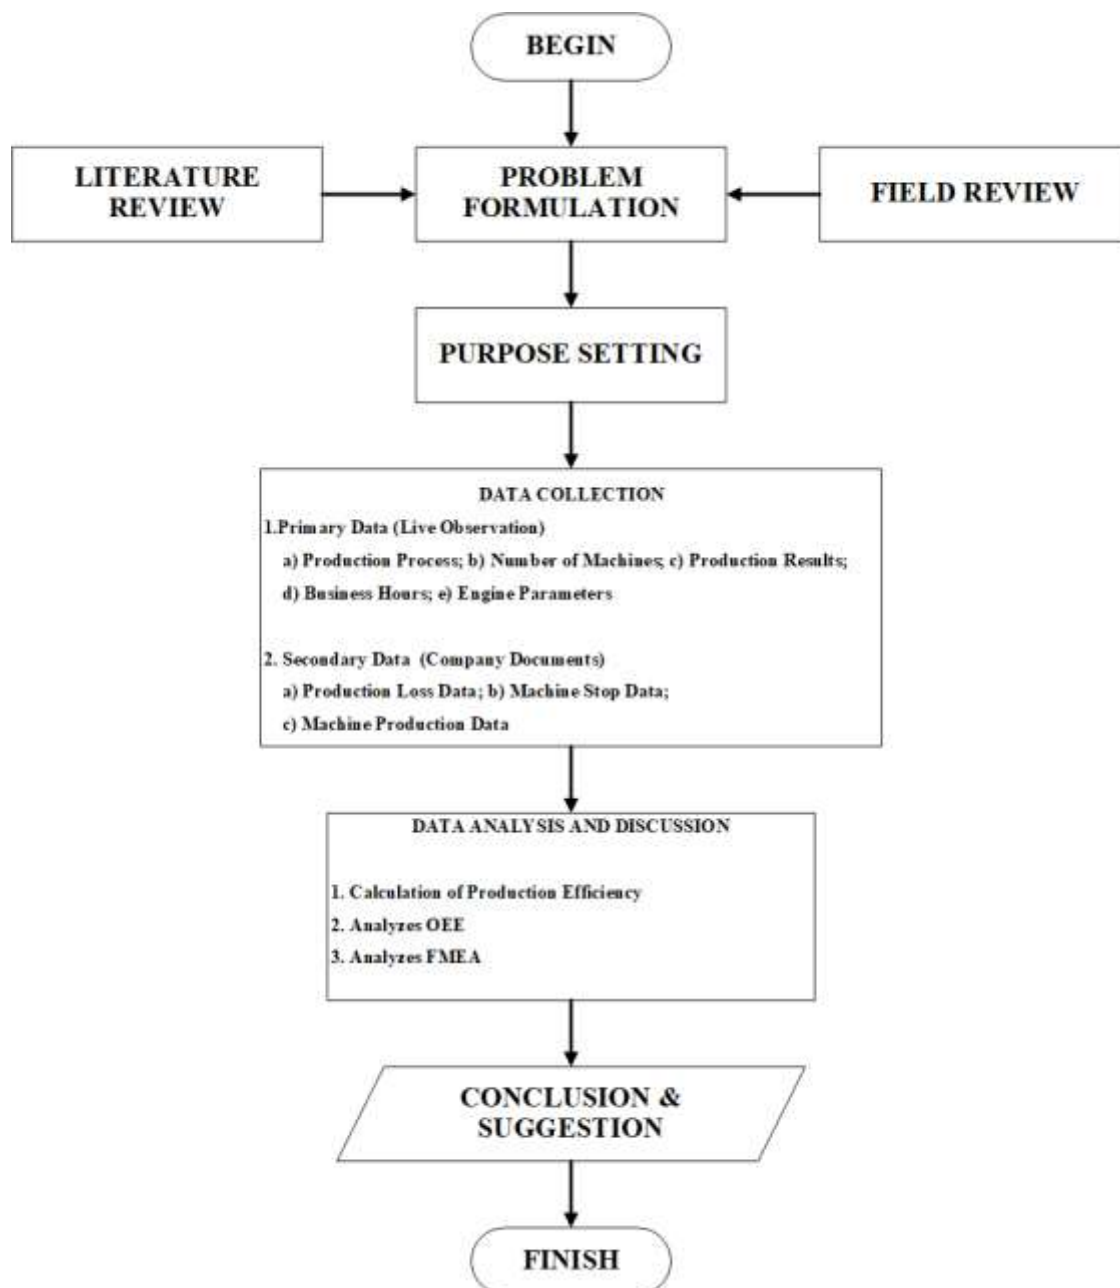 BEGIN
LITERATURE
REVIEW
PROBLEM
FORMULATION
FIELD REVIEW
PURPOSE SETTING
DATA COLLECTION
1.Primary Data (Live Observation)
a) Production Process; b) Number of Machines; c) Production Results;
d) Business Hours; e) Engine Parameters
2. Secondary Data (Company Documents)
a) Production Loss Data; b) Machine Stop Data;
c) Machine Production Data
DATA ANALYSIS AND DISCUSSION
1. Calculation of Production Efficiency
2. Analyzes OEE
3. Analyzes FMEA
CONCLUSION &
SUGGESTION
FINISH